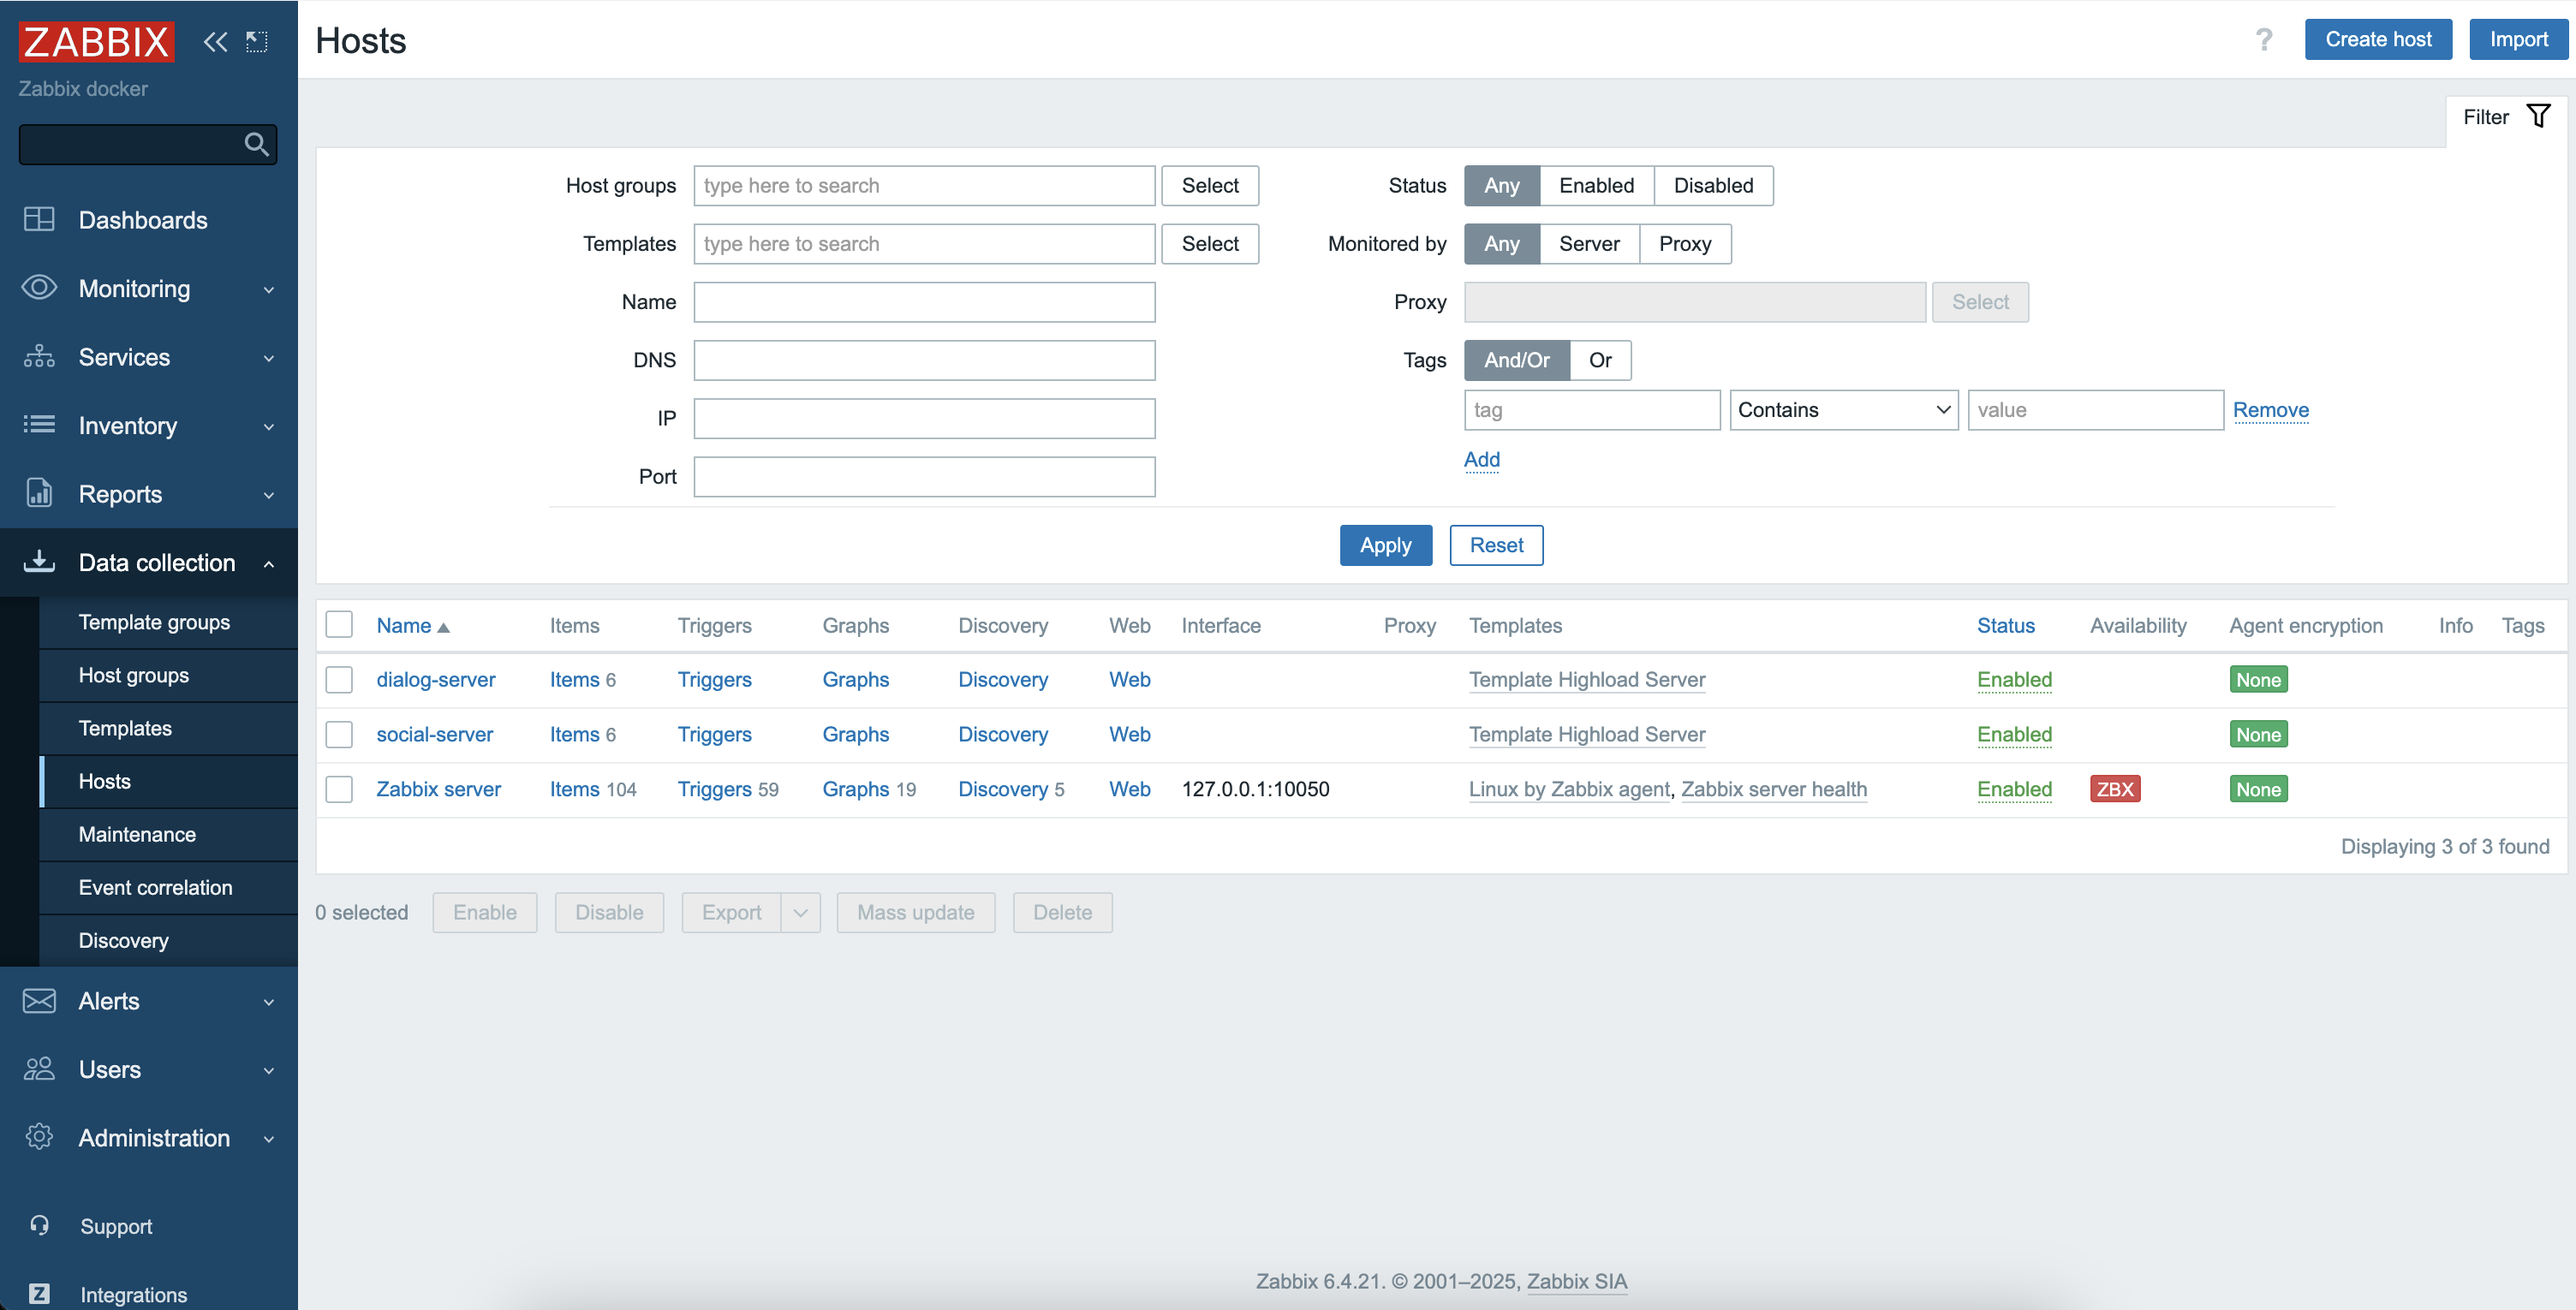 ZABBIX
Zabbix docker
Dashboards
Monitoring
Services
Inventory
Reports
Data collection
Template groups
Host groups
Templates
Hosts
Maintenance
Event correlation
Discovery
Alerts
Users
Administration
Support
Z Integrations
Hosts
? Create host Import
Filter
Host groups type here to search Select
Templates type here to search Select
Name
DNS
IP
Port
Status Any Enabled Disabled
Monitored by Any Server Proxy
Proxy Select
Tags And/Or Or
tag Contains value Remove
Add
Apply Reset
Name Items Triggers Graphs Discovery Web Interface Proxy Templates Status Availability Agent encryption Info Tags
dialog-server Items 6 Triggers Graphs Discovery Web Template Highload Server Enabled None
social-server Items 6 Triggers Graphs Discovery Web Template Highload Server Enabled None
Zabbix server Items 104 Triggers 59 Graphs 19 Discovery 5 Web 127.0.0.1:10050 Linux by Zabbix agent, Zabbix server health Enabled ZBX None
Displaying 3 of 3 found
0 selected Enable Disable Export Mass update Delete
Zabbix 6.4.21. © 2001–2025, Zabbix SIA